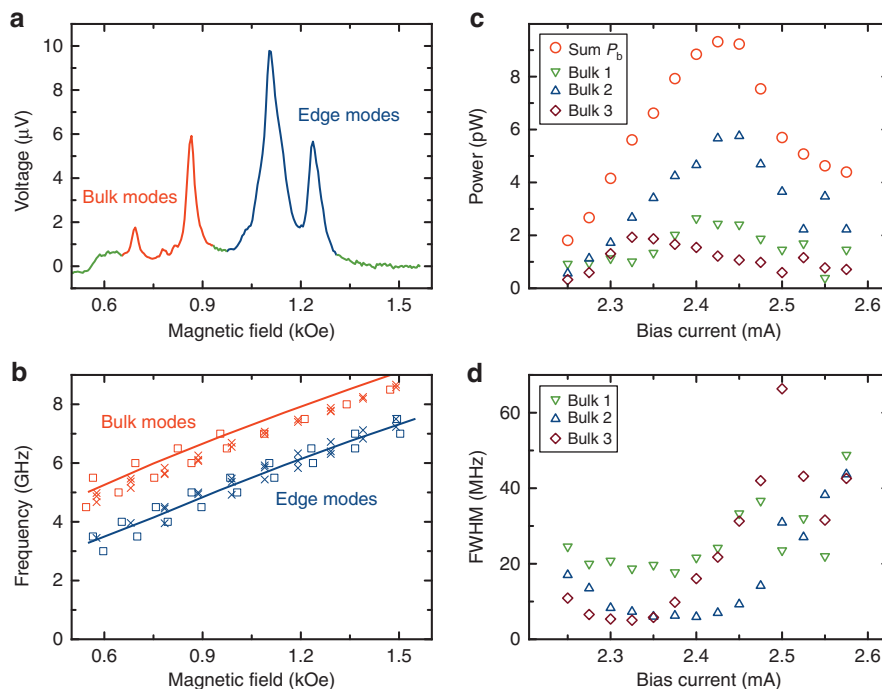 a
10
8
6
4
2
0
Voltage (μV)
Bulk modes
Edge modes
0.6
0.9
1.2
1.5
Magnetic field (kOe)
b
8
6
4
2
0
Frequency (GHz)
Bulk modes
Edge modes
0.6
0.9
1.2
1.5
Magnetic field (kOe)
c
10
8
6
4
2
0
Power (pW)
Sum Pb
Bulk 1
Bulk 2
Bulk 3
2.3
2.4
2.5
2.6
Bias current (mA)
d
60
40
20
0
FWHM (MHz)
Bulk 1
Bulk 2
Bulk 3
2.3
2.4
2.5
2.6
Bias current (mA)